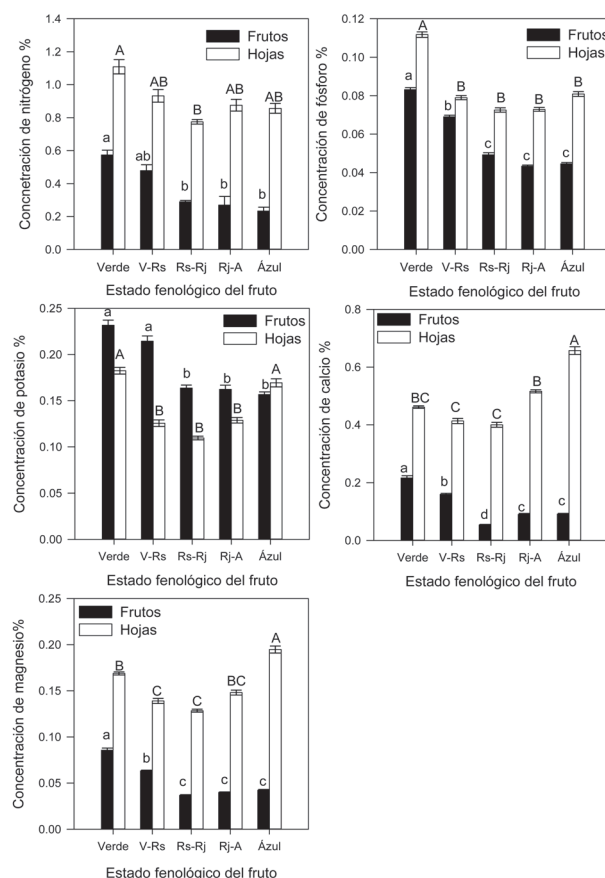 Concnetración de nitrógeno %
1.4
1.2
1.0
0.8
0.6
0.4
0.2
0.0
Frutos
Hojas
A
AB
B
AB
AB
a
ab
b
b
b
Verde V-Rs Rs-Rj Rj-A Ázul
Estado fenológico del fruto
Concentración de fósforo %
0.12
0.10
0.08
0.06
0.04
0.02
0.00
Frutos
Hojas
A
B
B
B
B
a
b
c
c
c
Verde V-Rs Rs-Rj Rj-A Ázul
Estado fenológico del fruto
Concentración de potasio %
0.25
0.20
0.15
0.10
0.05
0.00
Frutos
Hojas
a
a
b
b
b
A
B
B
B
A
Verde V-Rs Rs-Rj Rj-A Ázul
Estado fenológico del fruto
Concentración de calcio %
0.8
0.6
0.4
0.2
0.0
Frutos
Hojas
BC
C
C
B
A
a
b
d
c
c
Verde V-Rs Rs-Rj Rj-A Ázul
Estado fenológico del fruto
Concentración de magnesio%
0.25
0.20
0.15
0.10
0.05
0.00
Frutos
Hojas
B
C
C
BC
A
a
b
c
c
c
Verde V-Rs Rs-Rj Rj-A Ázul
Estado fenológico del fruto